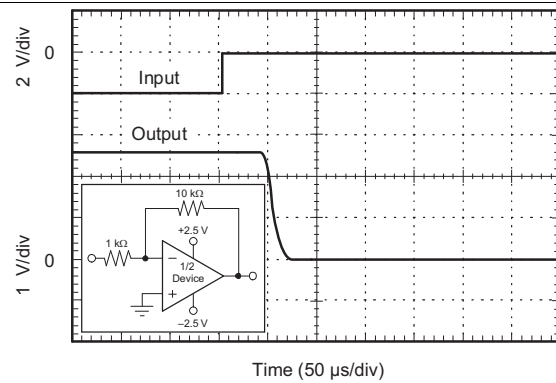 2 V/div
0
Input
Output
10 kΩ
1 kΩ
+2.5 V
−
1/2
Device
+
−2.5 V
1 V/div
0
Time (50 µs/div)